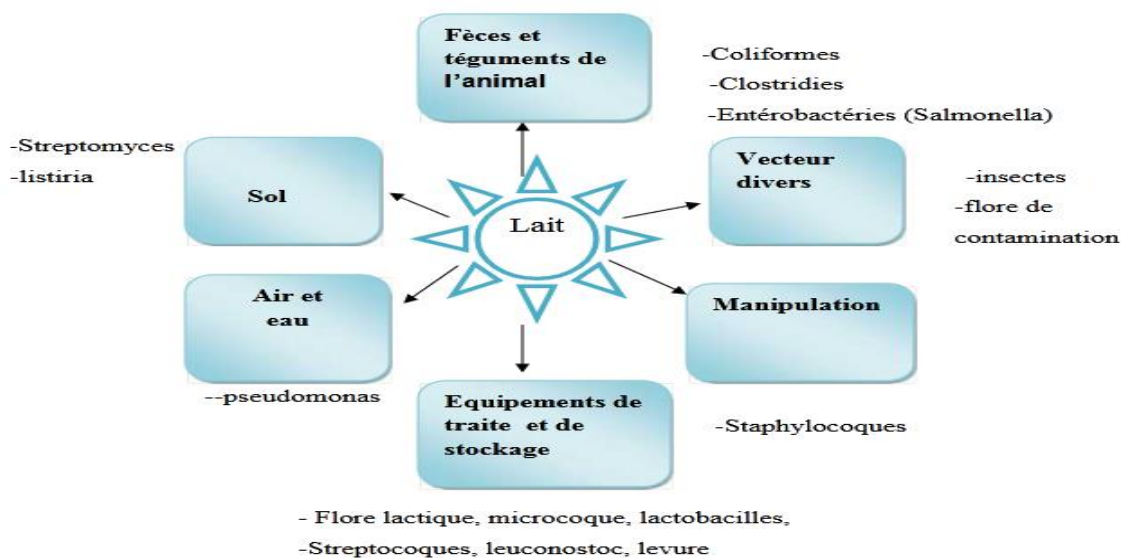 Fèces et
téguments de
l'animal
-Coliformes
-Clostridies
-Entérobactéries (Salmonella)
-Streptomyces
-listiria
Sol
Vecteur
divers
-insectes
-flore de
contamination
Lait
Air et
eau
--pseudomonas
Manipulation
-Staphylocoques
Equipements de
traite et de
stockage
- Flore lactique, microcoque, lactobacilles,
-Streptocoques, leuconostoc, levure